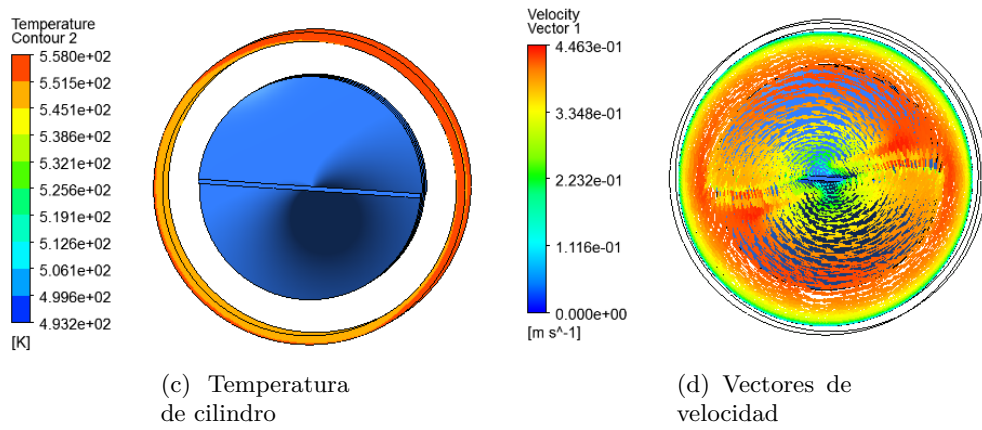 Temperature
Contour 2
5.580e+02
5.515e+02
5.451e+02
5.386e+02
5.321e+02
5.256e+02
5.191e+02
5.126e+02
5.061e+02
4.996e+02
4.932e+02
[K]
(c) Temperatura
de cilindro
Velocity
Vector 1
4.463e-01
3.348e-01
2.232e-01
1.116e-01
0.000e+00
[m s^-1]
(d) Vectores de
velocidad